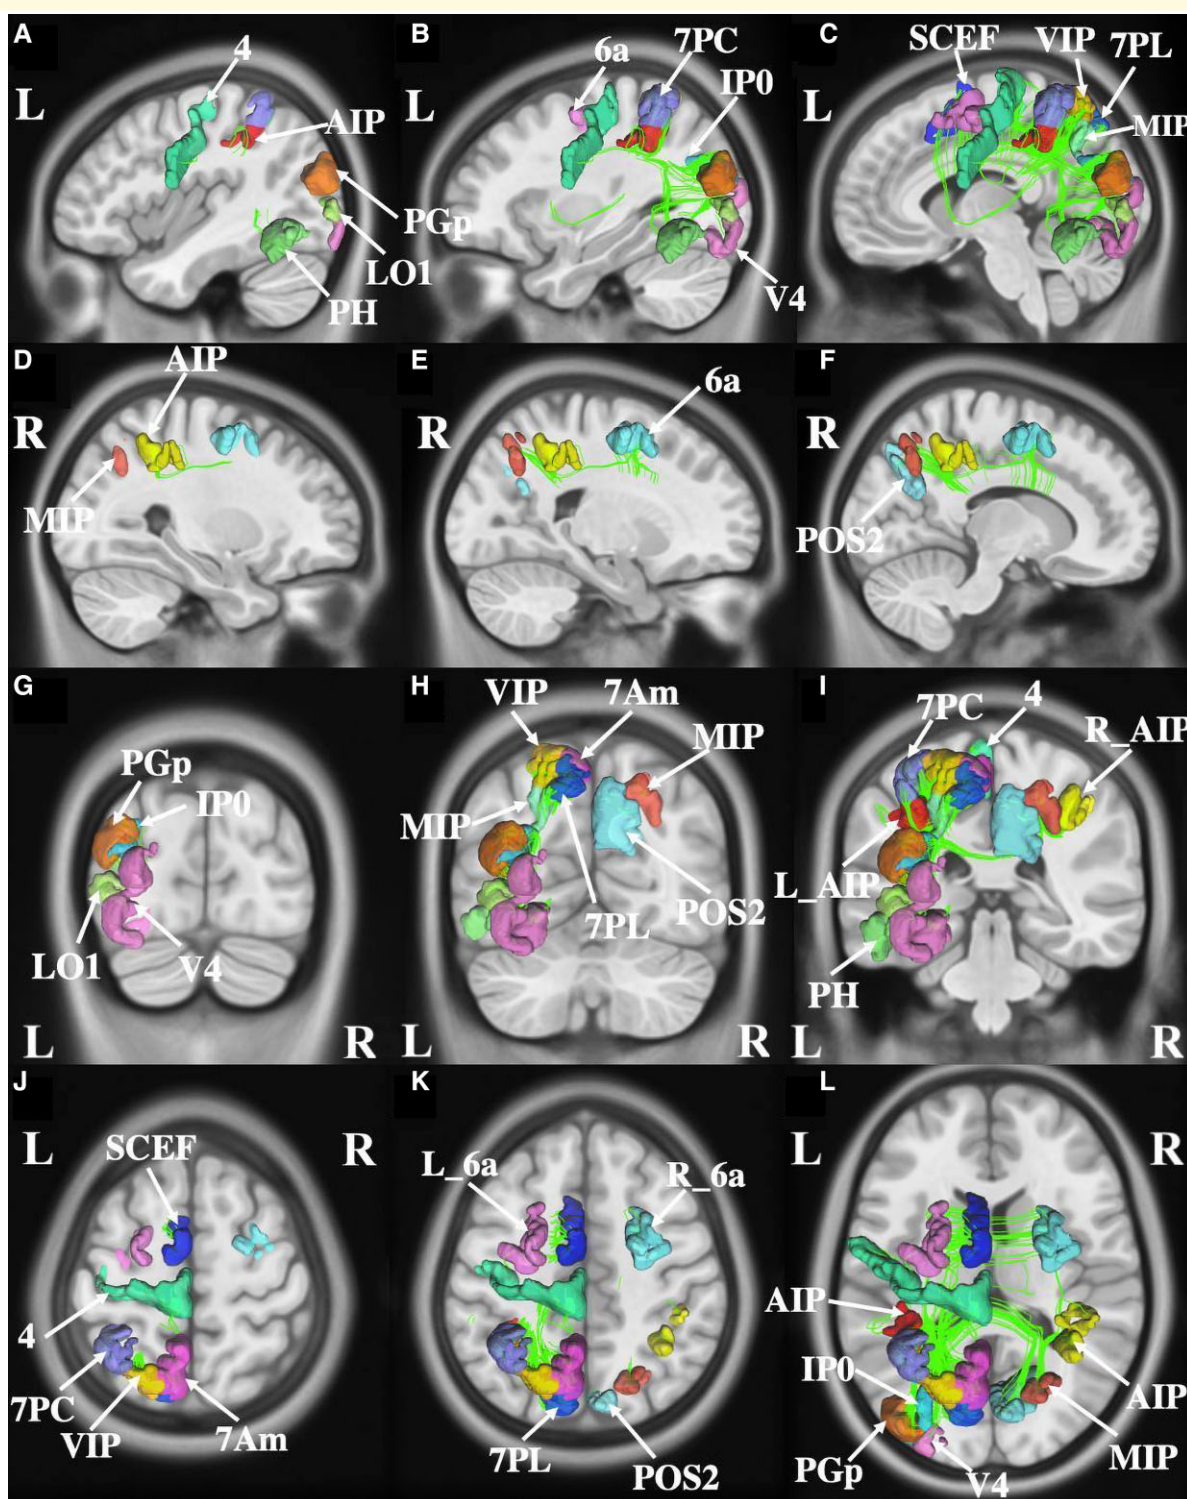 A
4
L
AIP
PGp
LO1
PH
B
6a
7PC
L
IP0
V4
C
SCEF
VIP
7PL
L
MIP
D
AIP
R
MIP
E
6a
R
F
R
POS2
G
PGp
IP0
LO1
V4
L
R
H
VIP
7Am
MIP
MIP
7PL
POS2
L
R
I
7PC
4
R_AIP
L_AIP
PH
L
R
J
L
R
SCEF
4
7PC
VIP
7Am
K
L_6a
R_6a
7PL
POS2
L
L
R
AIP
IP0
PGp
V4
AIP
MIP